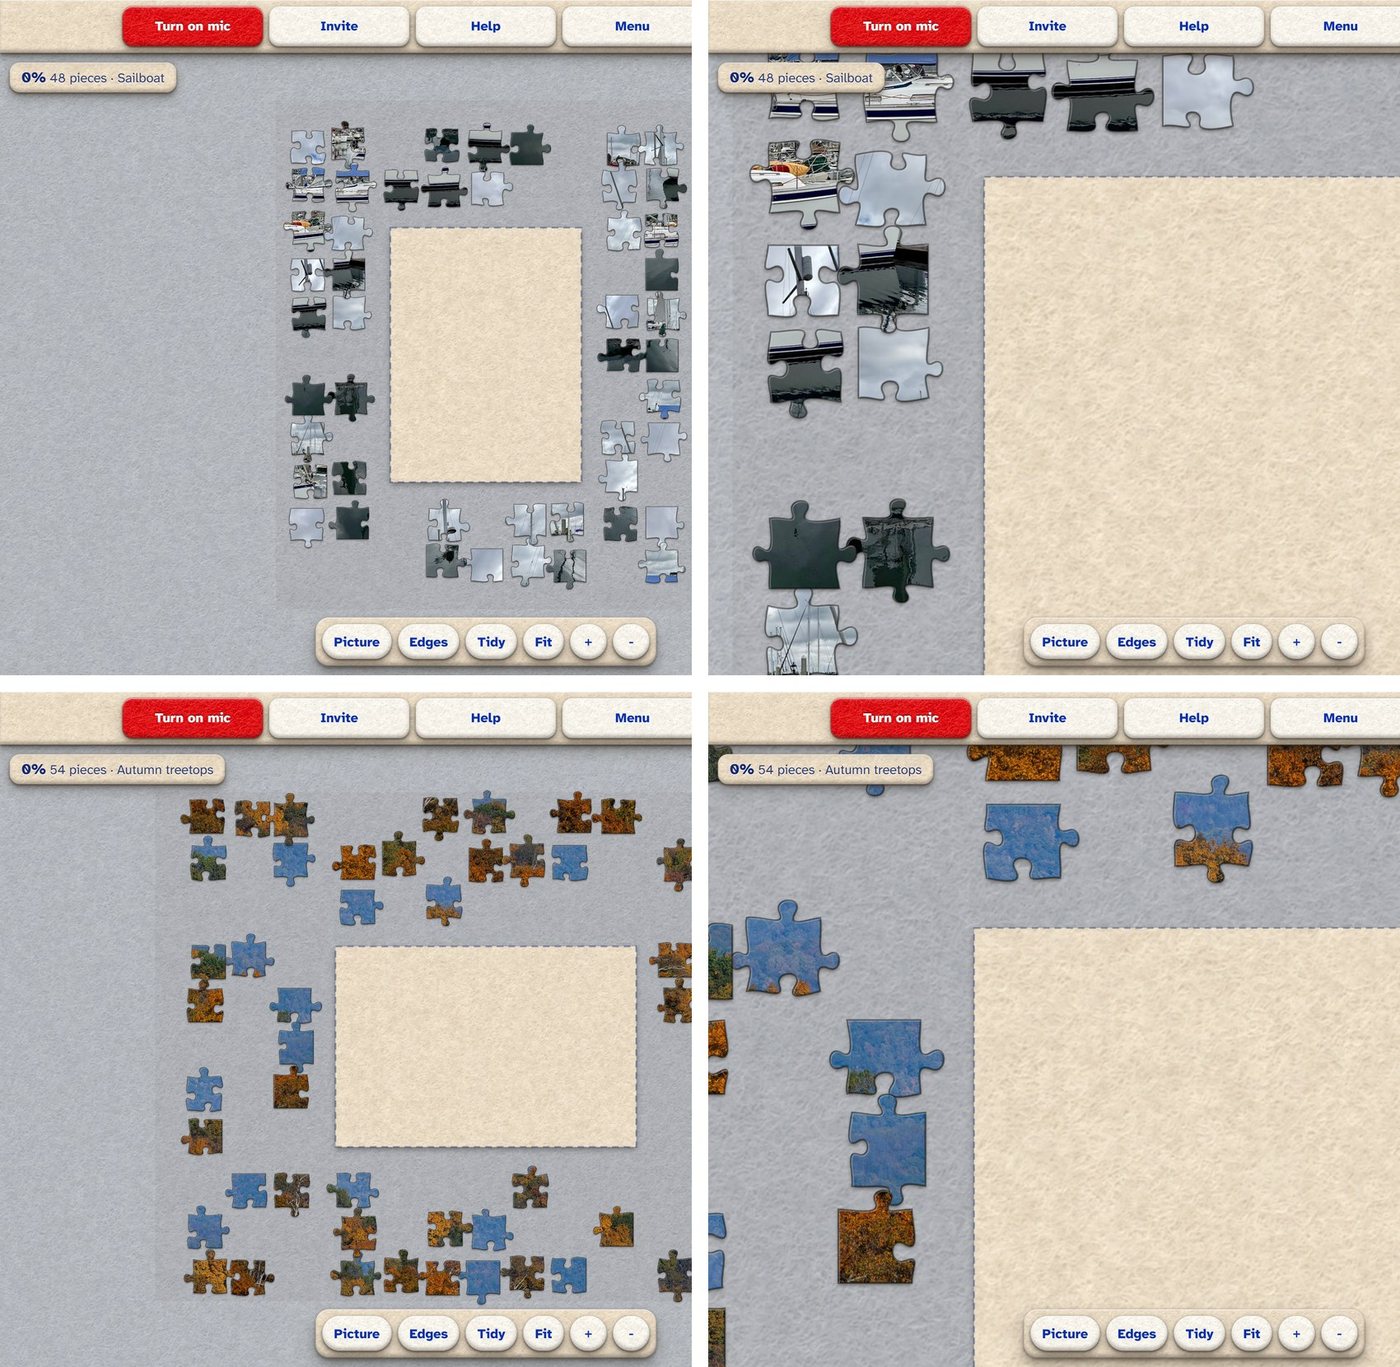 Turn on mic
Invite
Help
Menu
0% 48 pieces · Sailboat
Picture
Edges
Tidy
Fit
+
-
Turn on mic
Invite
Help
Menu
0% 48 pieces · Sailboat
Picture
Edges
Tidy
Fit
+
-
Turn on mic
Invite
Help
Menu
0% 54 pieces · Autumn treetops
Picture
Edges
Tidy
Fit
+
-
Turn on mic
Invite
Help
Menu
0% 54 pieces · Autumn treetops
Picture
Edges
Tidy
Fit
+
-